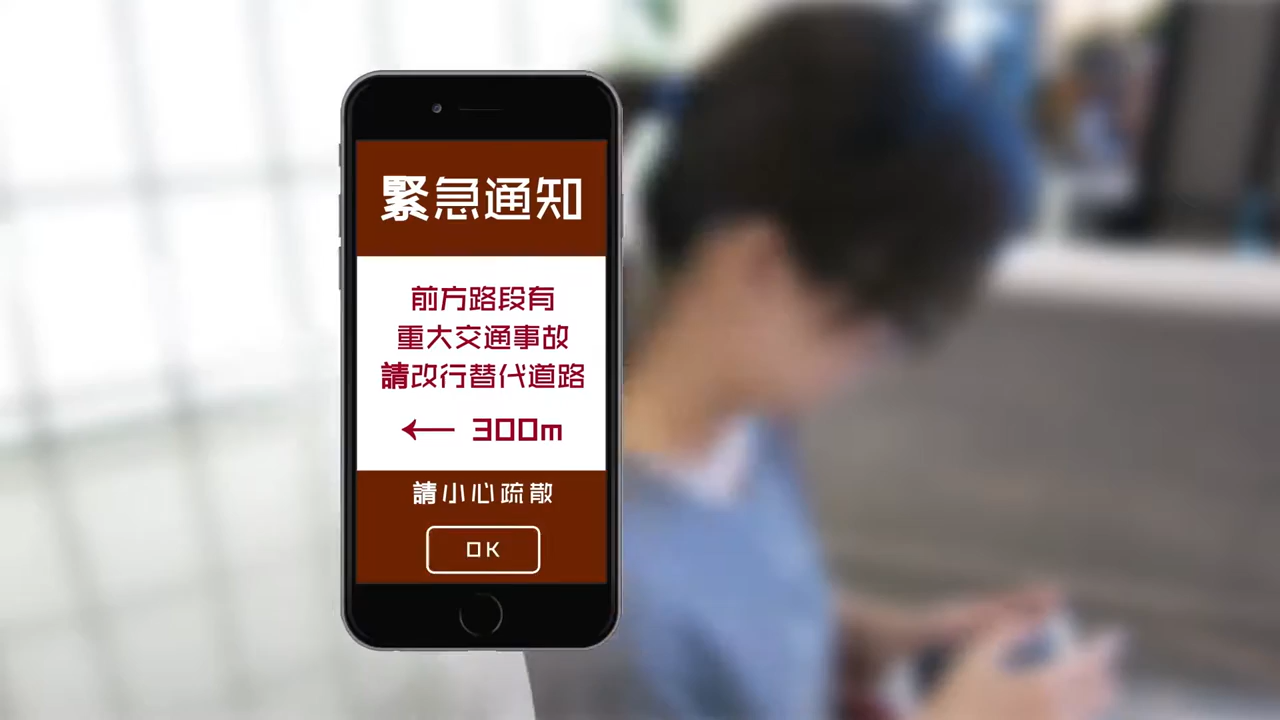 緊急通知
前方路段有
重大交通事故
請改行替代道路
← 300m
請小心疏散
OK